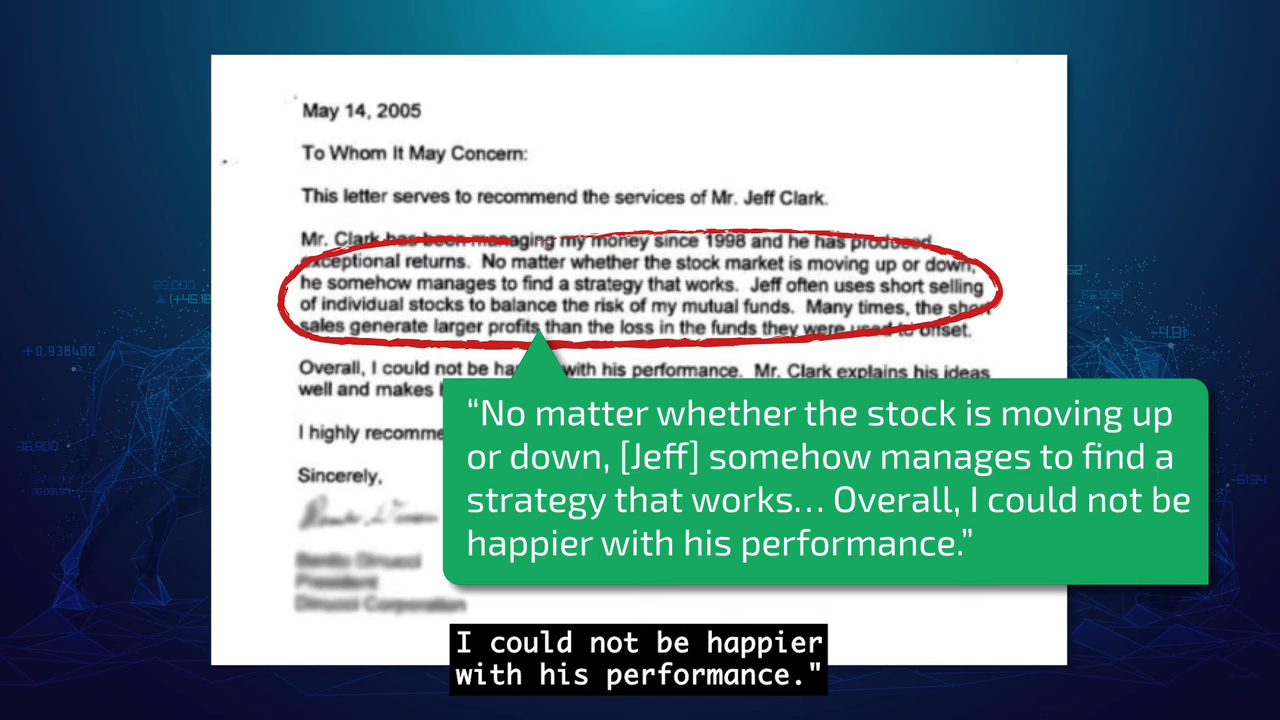 May 14, 2005
To Whom It May Concern:
This letter serves to recommend the services of Mr. Jeff Clark.
Mr. Clark has been managing my money since 1998 and he has produced
exceptional returns. No matter whether the stock market is moving up or down,
he somehow manages to find a strategy that works. Jeff often uses short selling
of individual stocks to balance the risk of my mutual funds. Many times, the short
sales generate larger profits than the loss in the funds they were used to offset.
Overall, I could not be with his performance. Mr. Clark explains his ideas
well and makes
I highly
Sincerely,
President
Corporation
“No matter whether the stock is moving up
or down, [Jeff] somehow manages to find a
strategy that works... Overall, I could not be
happier with his performance.”
I could not be happier
with his performance."
+0.938402